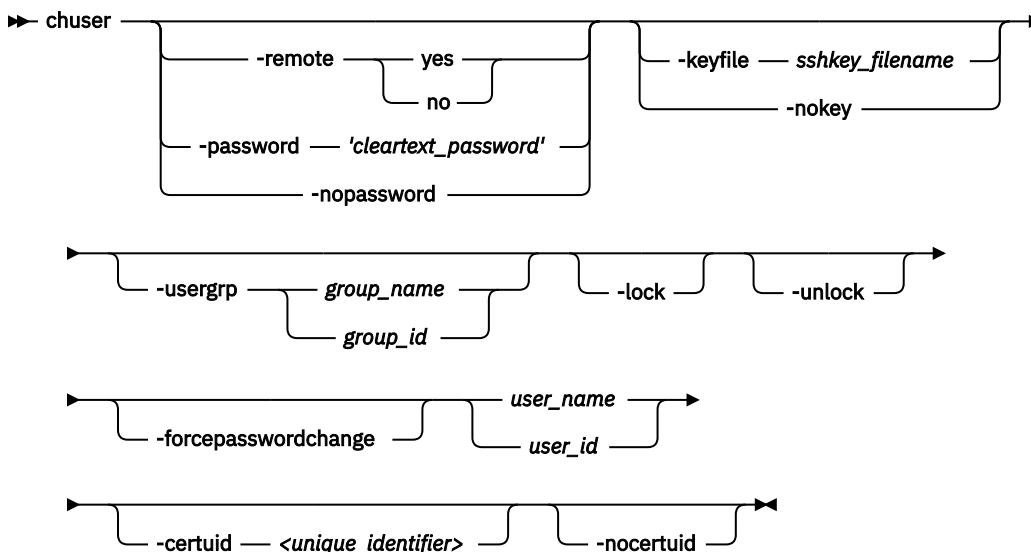 chuser
-remote yes
no
-keyfile sshkey_filename
-nokey
-password 'cleartext_password'
-nopassword
-usergrp group_name
group_id
-lock
-unlock
-forcepasswordchange
user_name
user_id
-certuid <unique_identifier>
-nocertuid